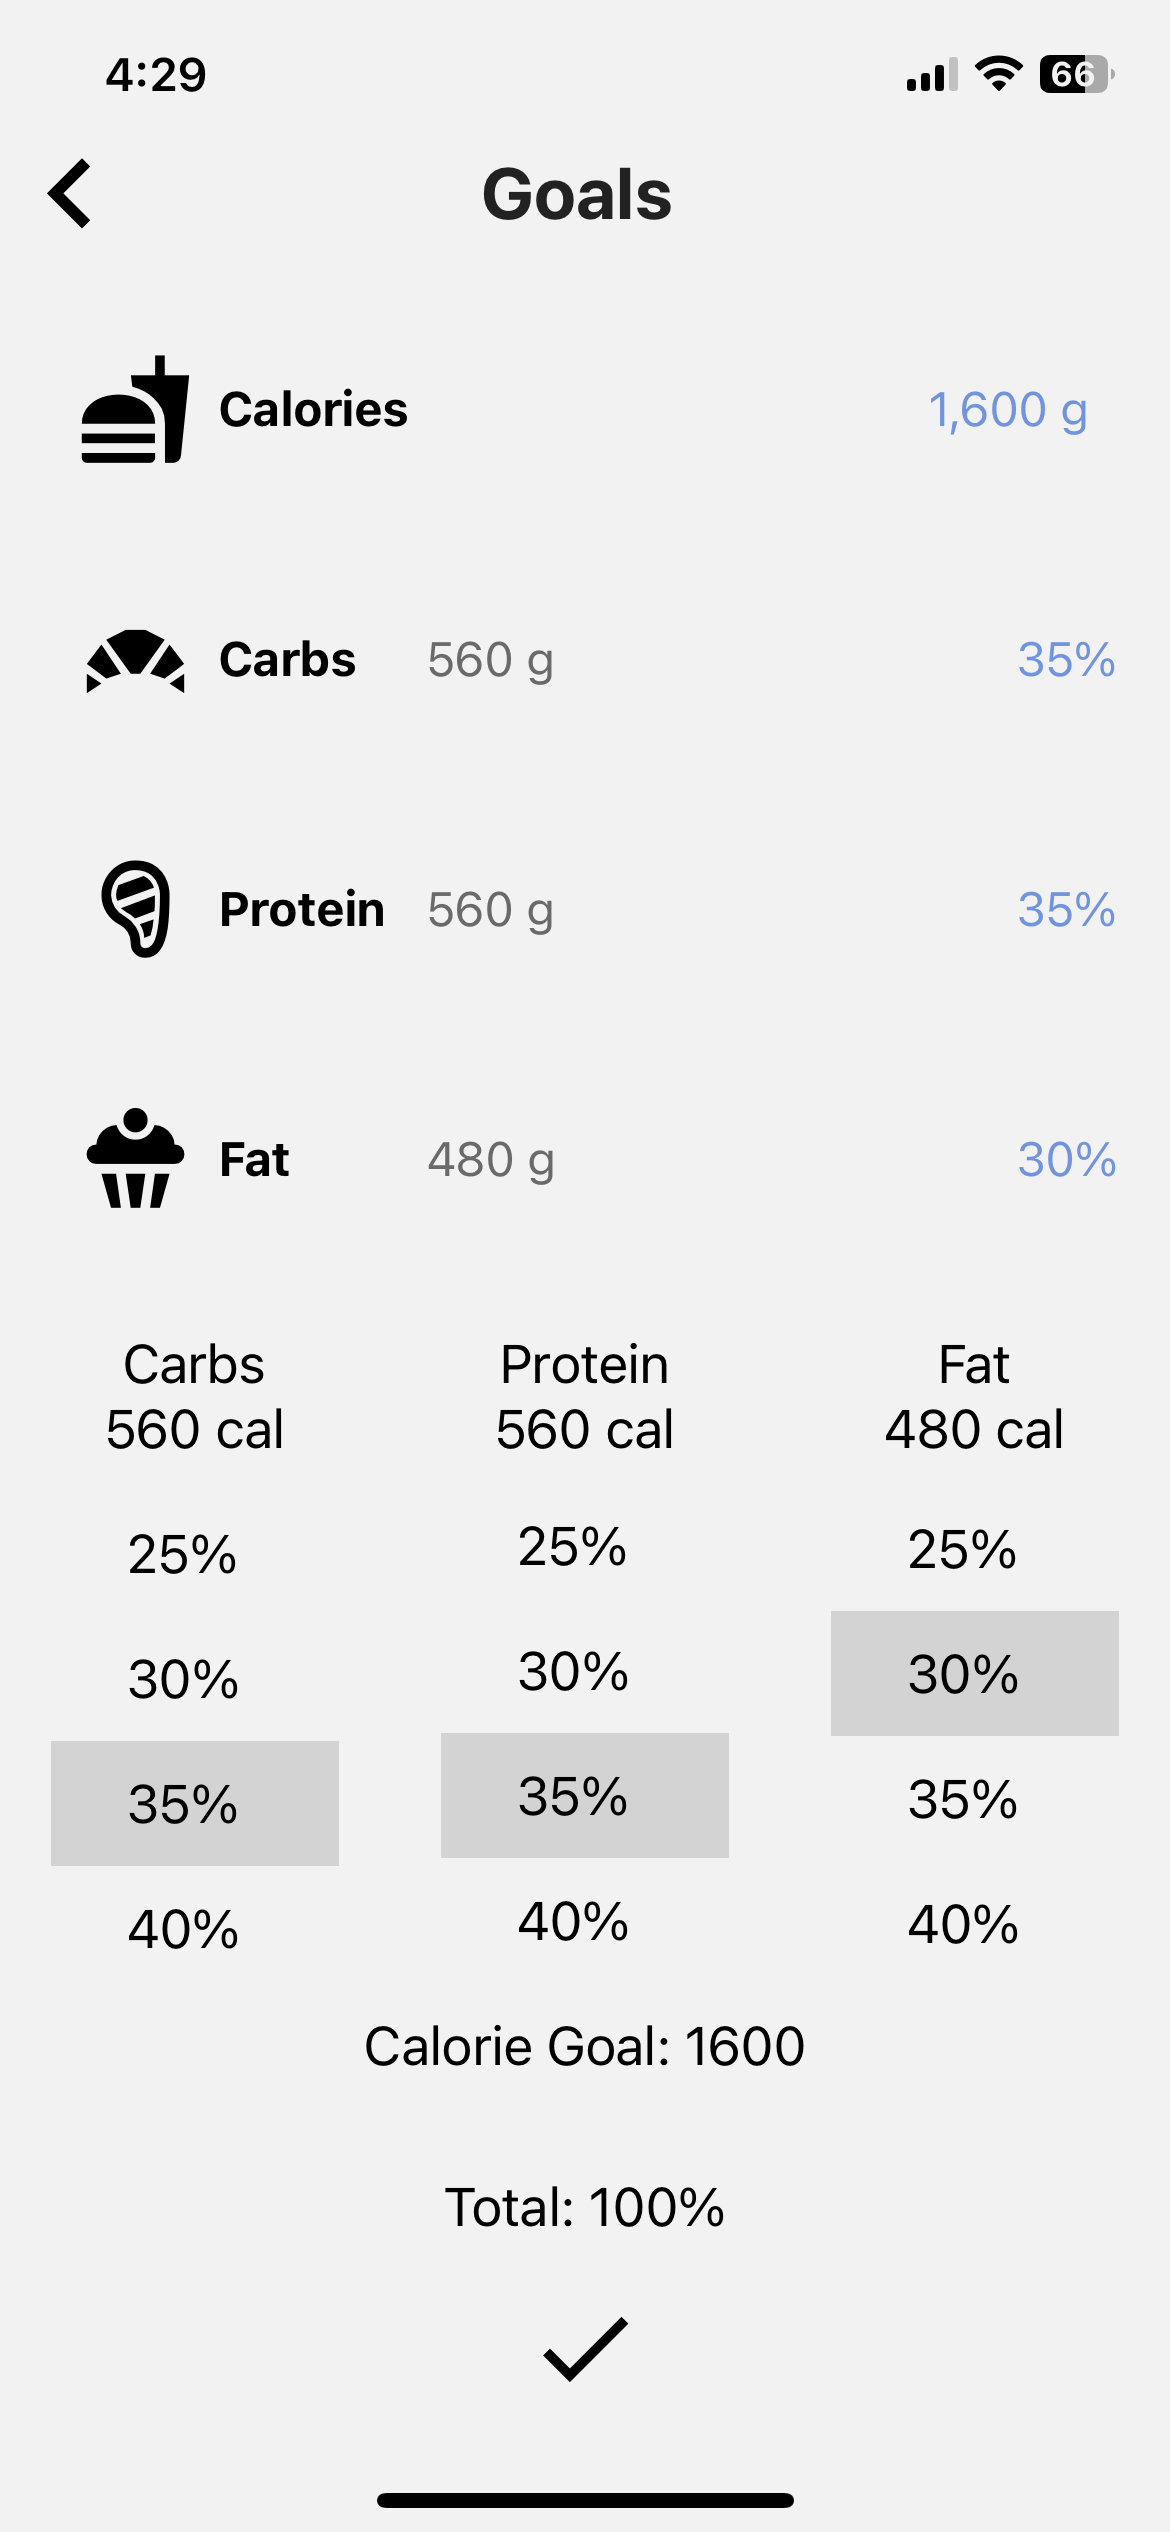 4:29
66
Goals
Calories 1,600 g
Carbs 560 g 35%
Protein 560 g 35%
Fat 480 g 30%
Carbs Protein Fat
560 cal 560 cal 480 cal
25% 25% 25%
30% 30% 30%
35% 35% 35%
40% 40% 40%
Calorie Goal: 1600
Total: 100%